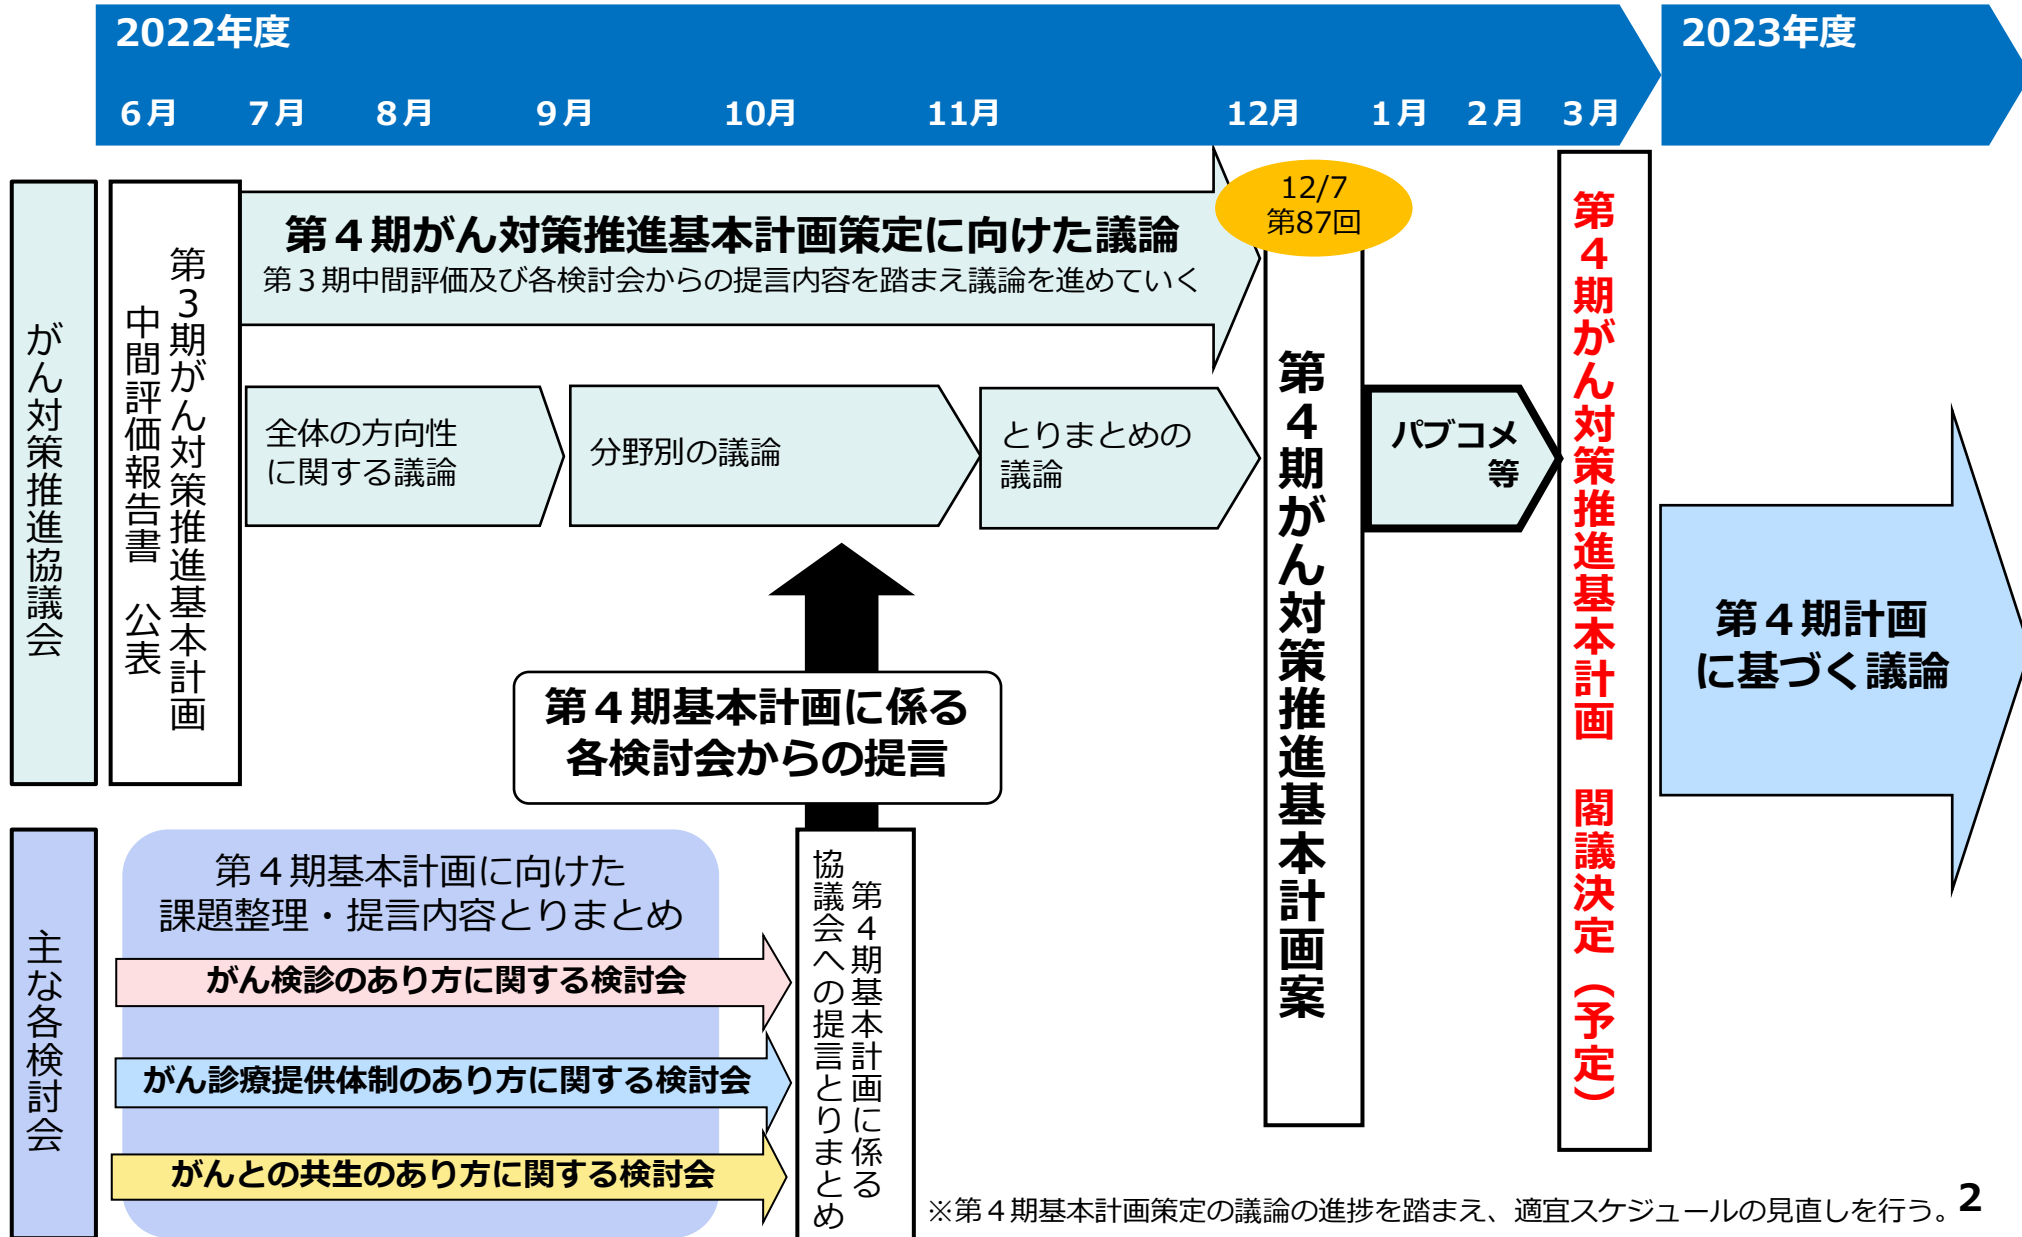 2022年度
2023年度
6月
7月
8月
9月
10月
11月
12月
1月
2月
3月
がん対策推進協議会
第3期がん対策推進基本計画
中間評価報告書　公表
第４期がん対策推進基本計画策定に向けた議論
第３期中間評価及び各検討会からの提言内容を踏まえ議論を進めていく
12/7
第87回
全体の方向性
に関する議論
分野別の議論
とりまとめの
議論
第４期がん対策推進基本計画案
パブコメ
等
第４期がん対策推進基本計画　閣議決定（予定）
第４期計画
に基づく議論
第４期基本計画に係る
各検討会からの提言
主な各検討会
第４期基本計画に向けた
課題整理・提言内容とりまとめ
がん検診のあり方に関する検討会
がん診療提供体制のあり方に関する検討会
がんとの共生のあり方に関する検討会
第４期基本計画に係る
協議会への提言とりまとめ
※第４期基本計画策定の議論の進捗を踏まえ、適宜スケジュールの見直しを行う。
2